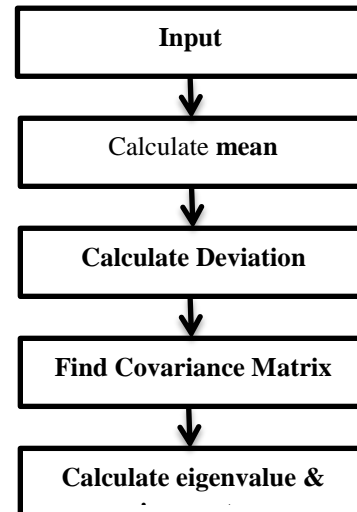 Input
Calculate mean
Calculate Deviation
Find Covariance Matrix
Calculate eigenvalue &